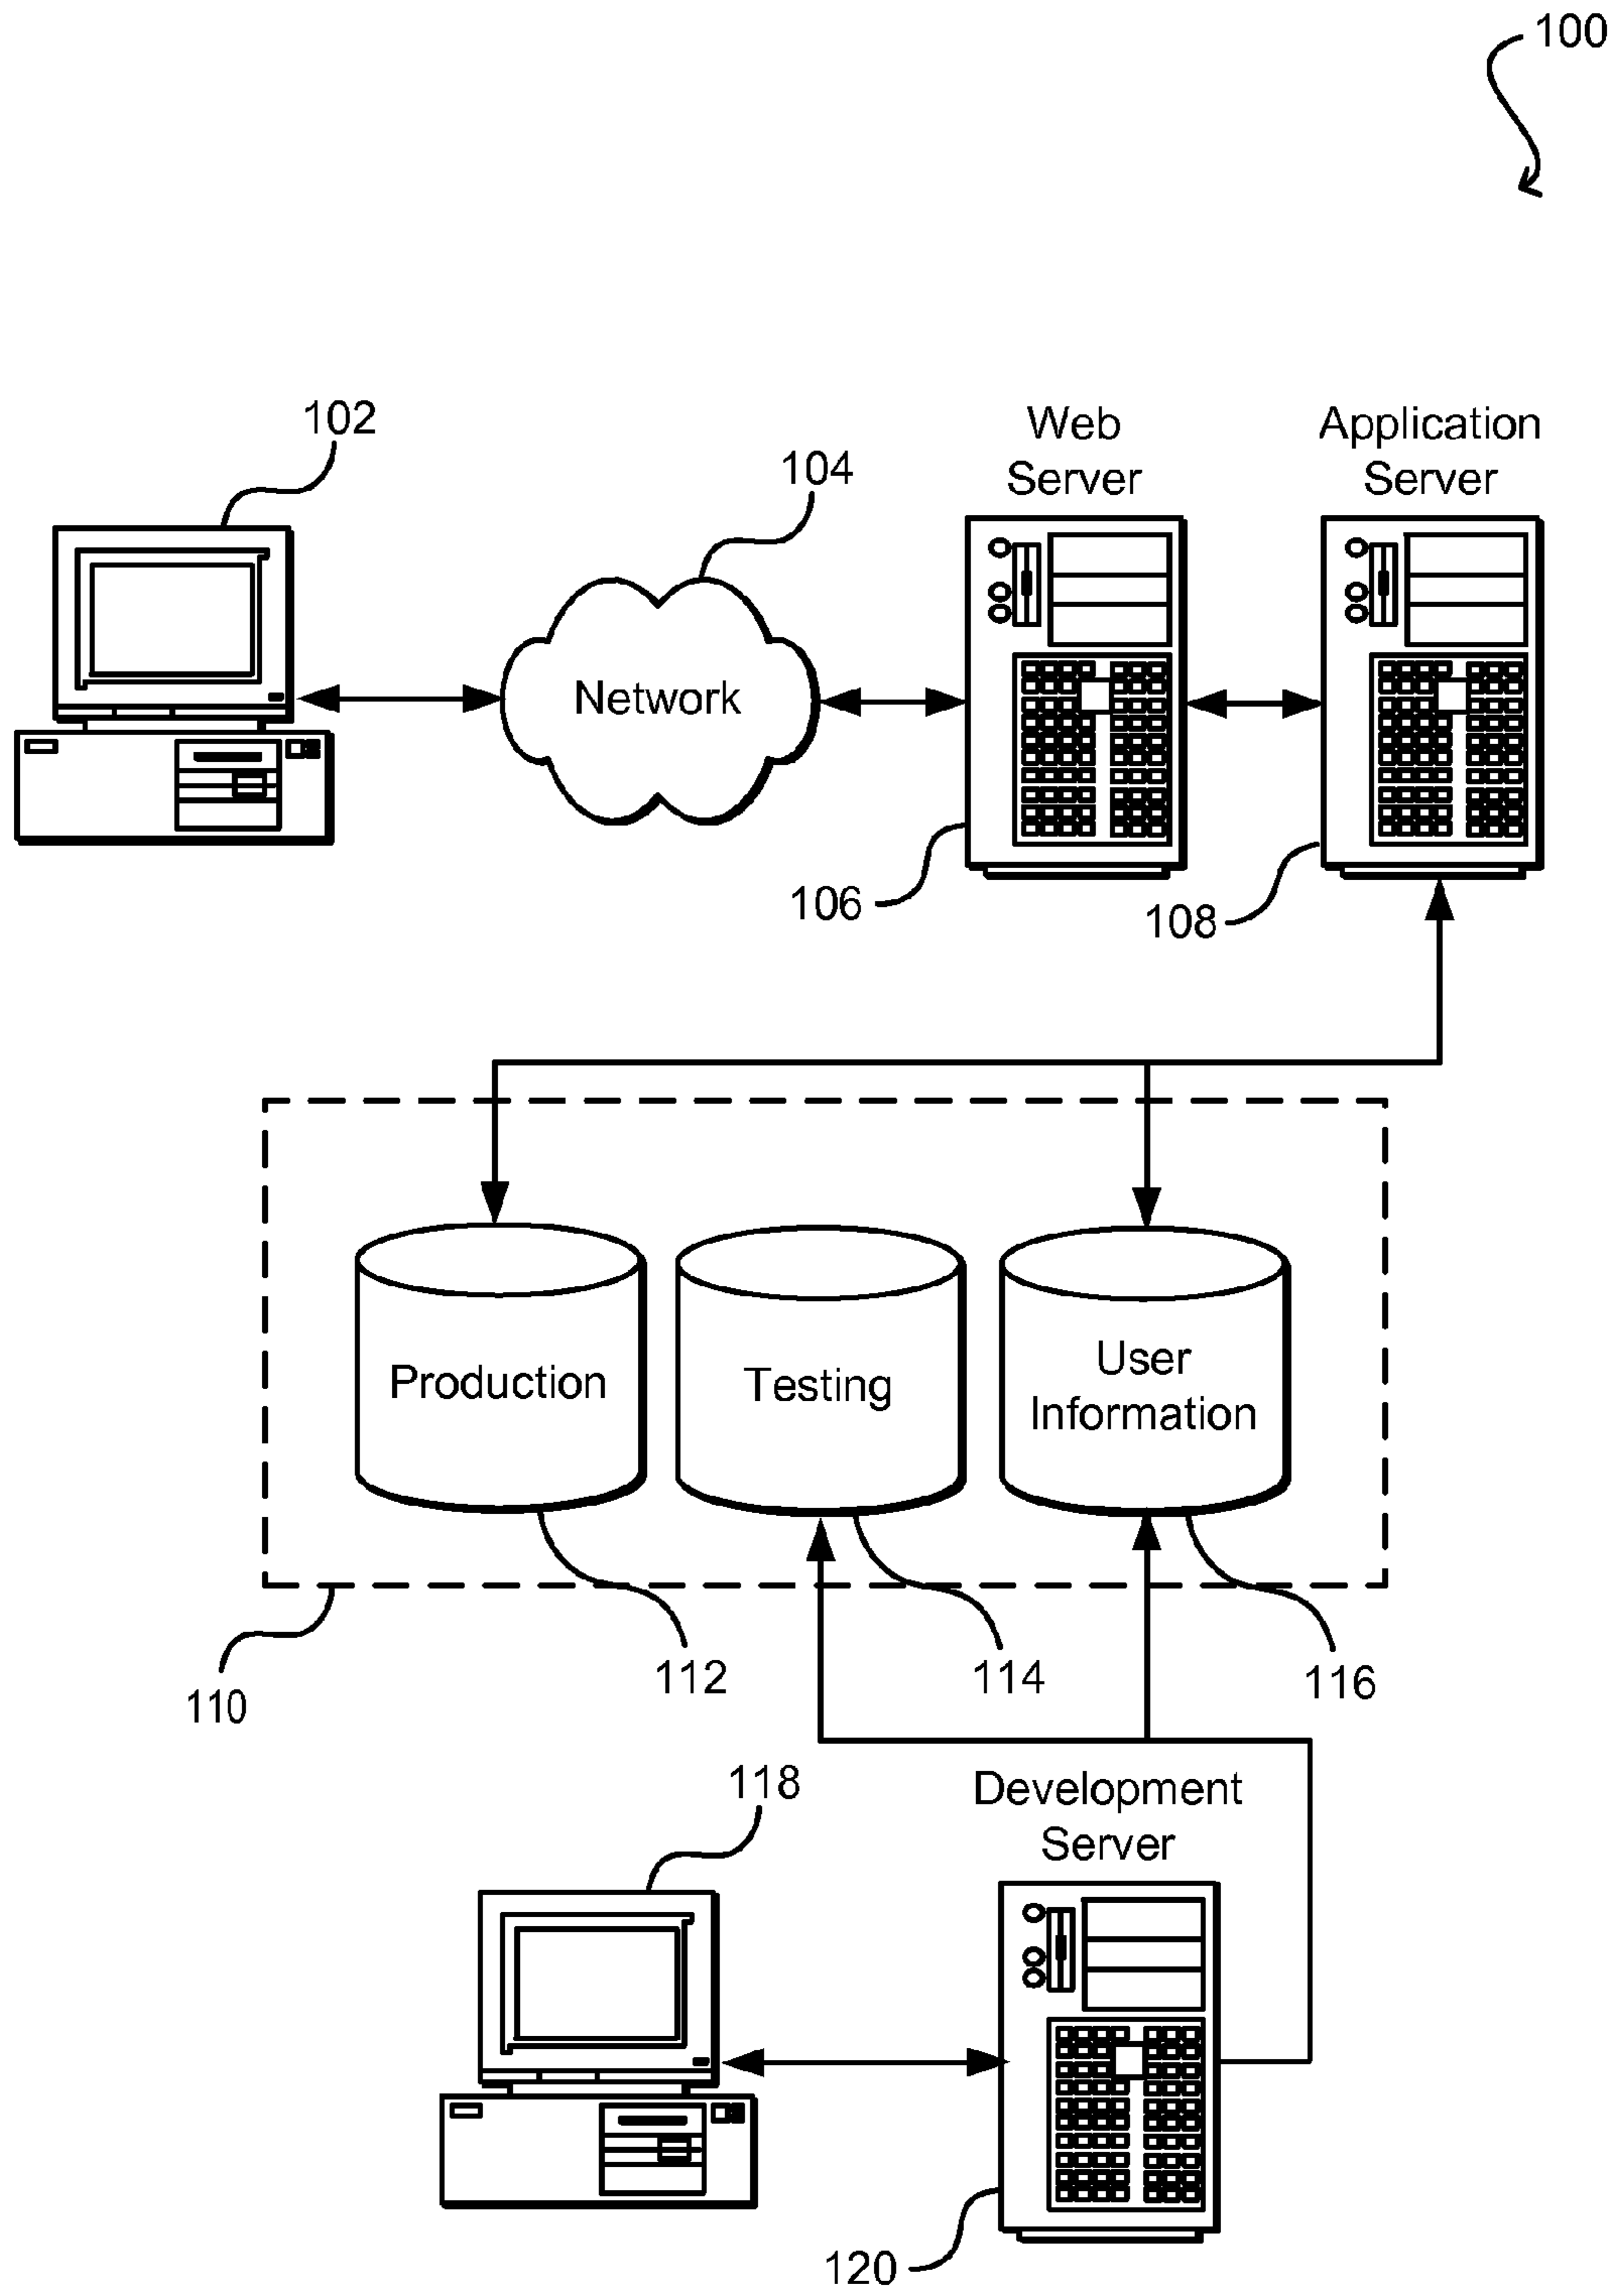 100
102
104
Web
Server
Application
Server
Network
106
108
Production
Testing
User
Information
110
112
114
116
118
Development
Server
120